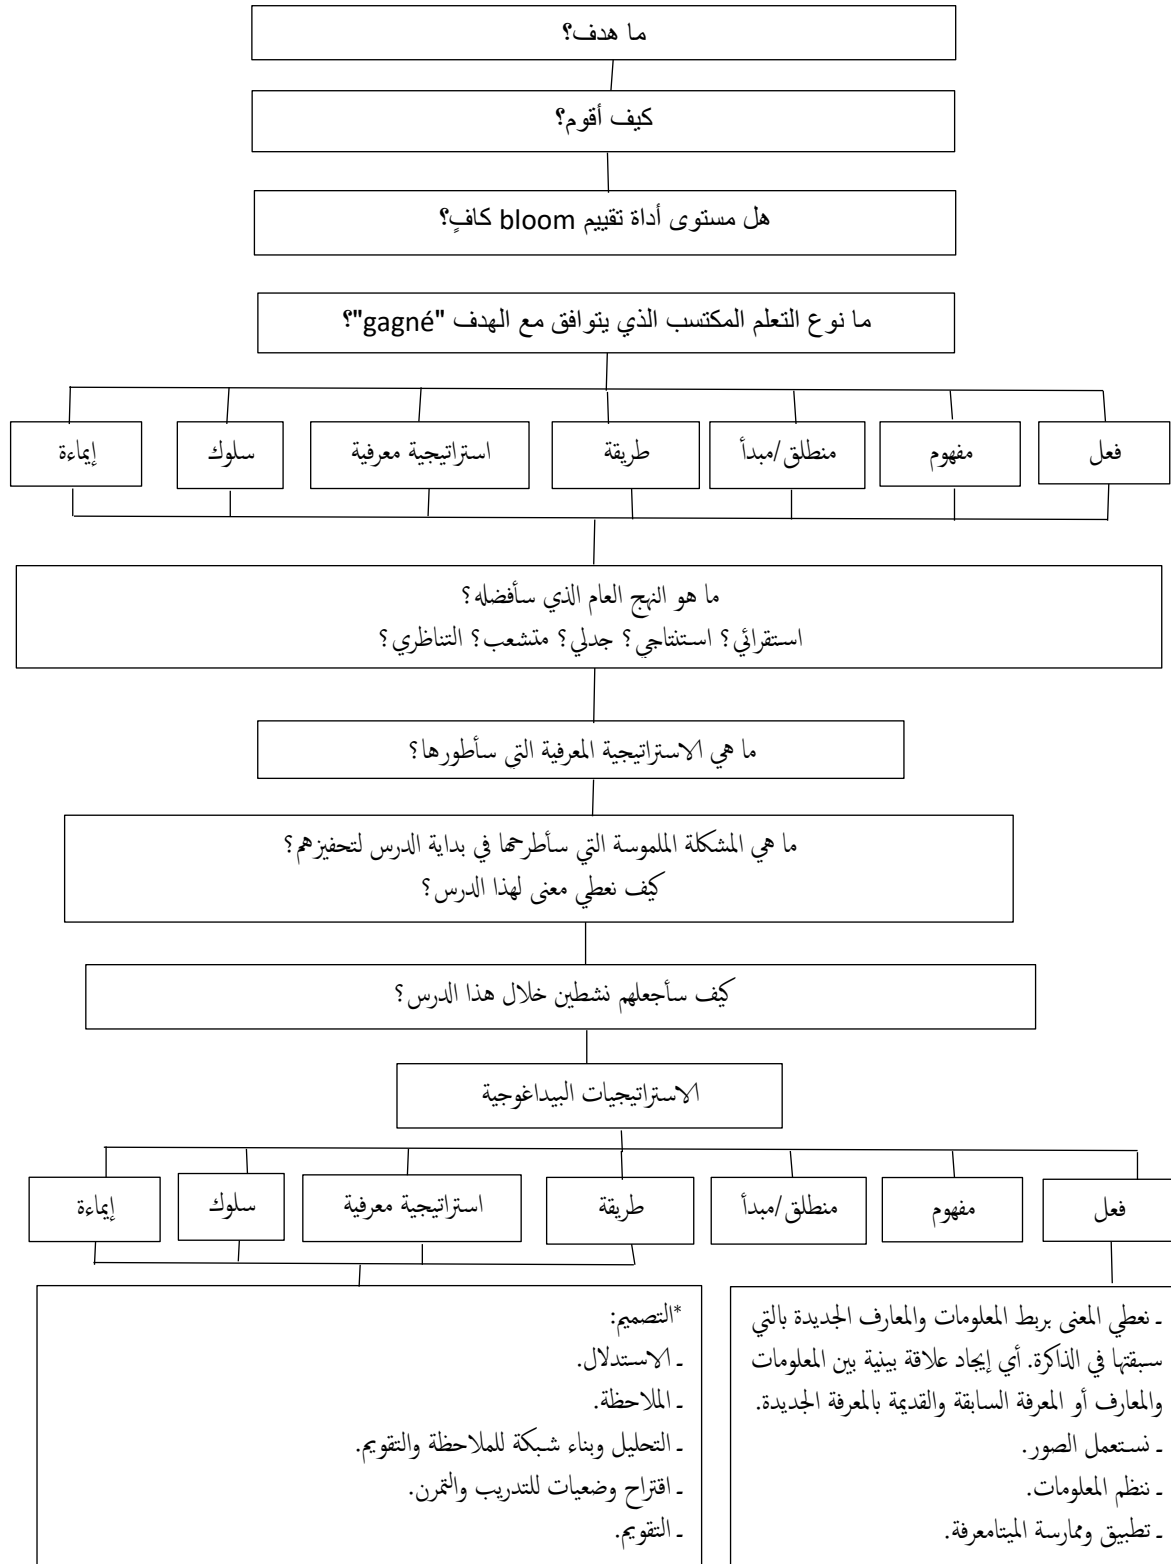 ما هدف؟
كيف أقوم؟
هل مستوى أداة تقييم bloom كافٍ؟
ما نوع التعلم المكتسب الذي يتوافق مع الهدف "gagné"؟
فعل
مفهوم
منطلق/مبدأ
طريقة
استراتيجية معرفية
سلوك
إيماءة
ما هو النهج العام الذي سأفضله؟
استقرائي؟ استنتاجي؟ جدلي؟ متشعب؟ التناظري؟
ما هي الاستراتيجية المعرفية التي سأطورها؟
ما هي المشكلة الملموسة التي سأطرحها في بداية الدرس لتحفيزهم؟
كيف نعطي معنى لهذا الدرس؟
كيف سأجعلهم نشطين خلال هذا الدرس؟
الاستراتيجيات البيداغوجية
فعل
مفهوم
منطلق/مبدأ
طريقة
استراتيجية معرفية
سلوك
إيماءة
ـ نعطي المعنى بربط المعلومات والمعارف الجديدة بالتي
سبقتها في الذاكرة. أي إيجاد علاقة بينية بين المعلومات
والمعارف أو المعرفة السابقة والقديمة بالمعرفة الجديدة.
ـ نستعمل الصور.
ـ ننظم المعلومات.
ـ تطبيق وممارسة الميتامعرفة.
*التصميم:
ـ الاستدلال.
ـ الملاحظة.
ـ التحليل وبناء شبكة للملاحظة والتقويم.
ـ اقتراح وضعيات للتدريب والتمرن.
ـ التقويم.